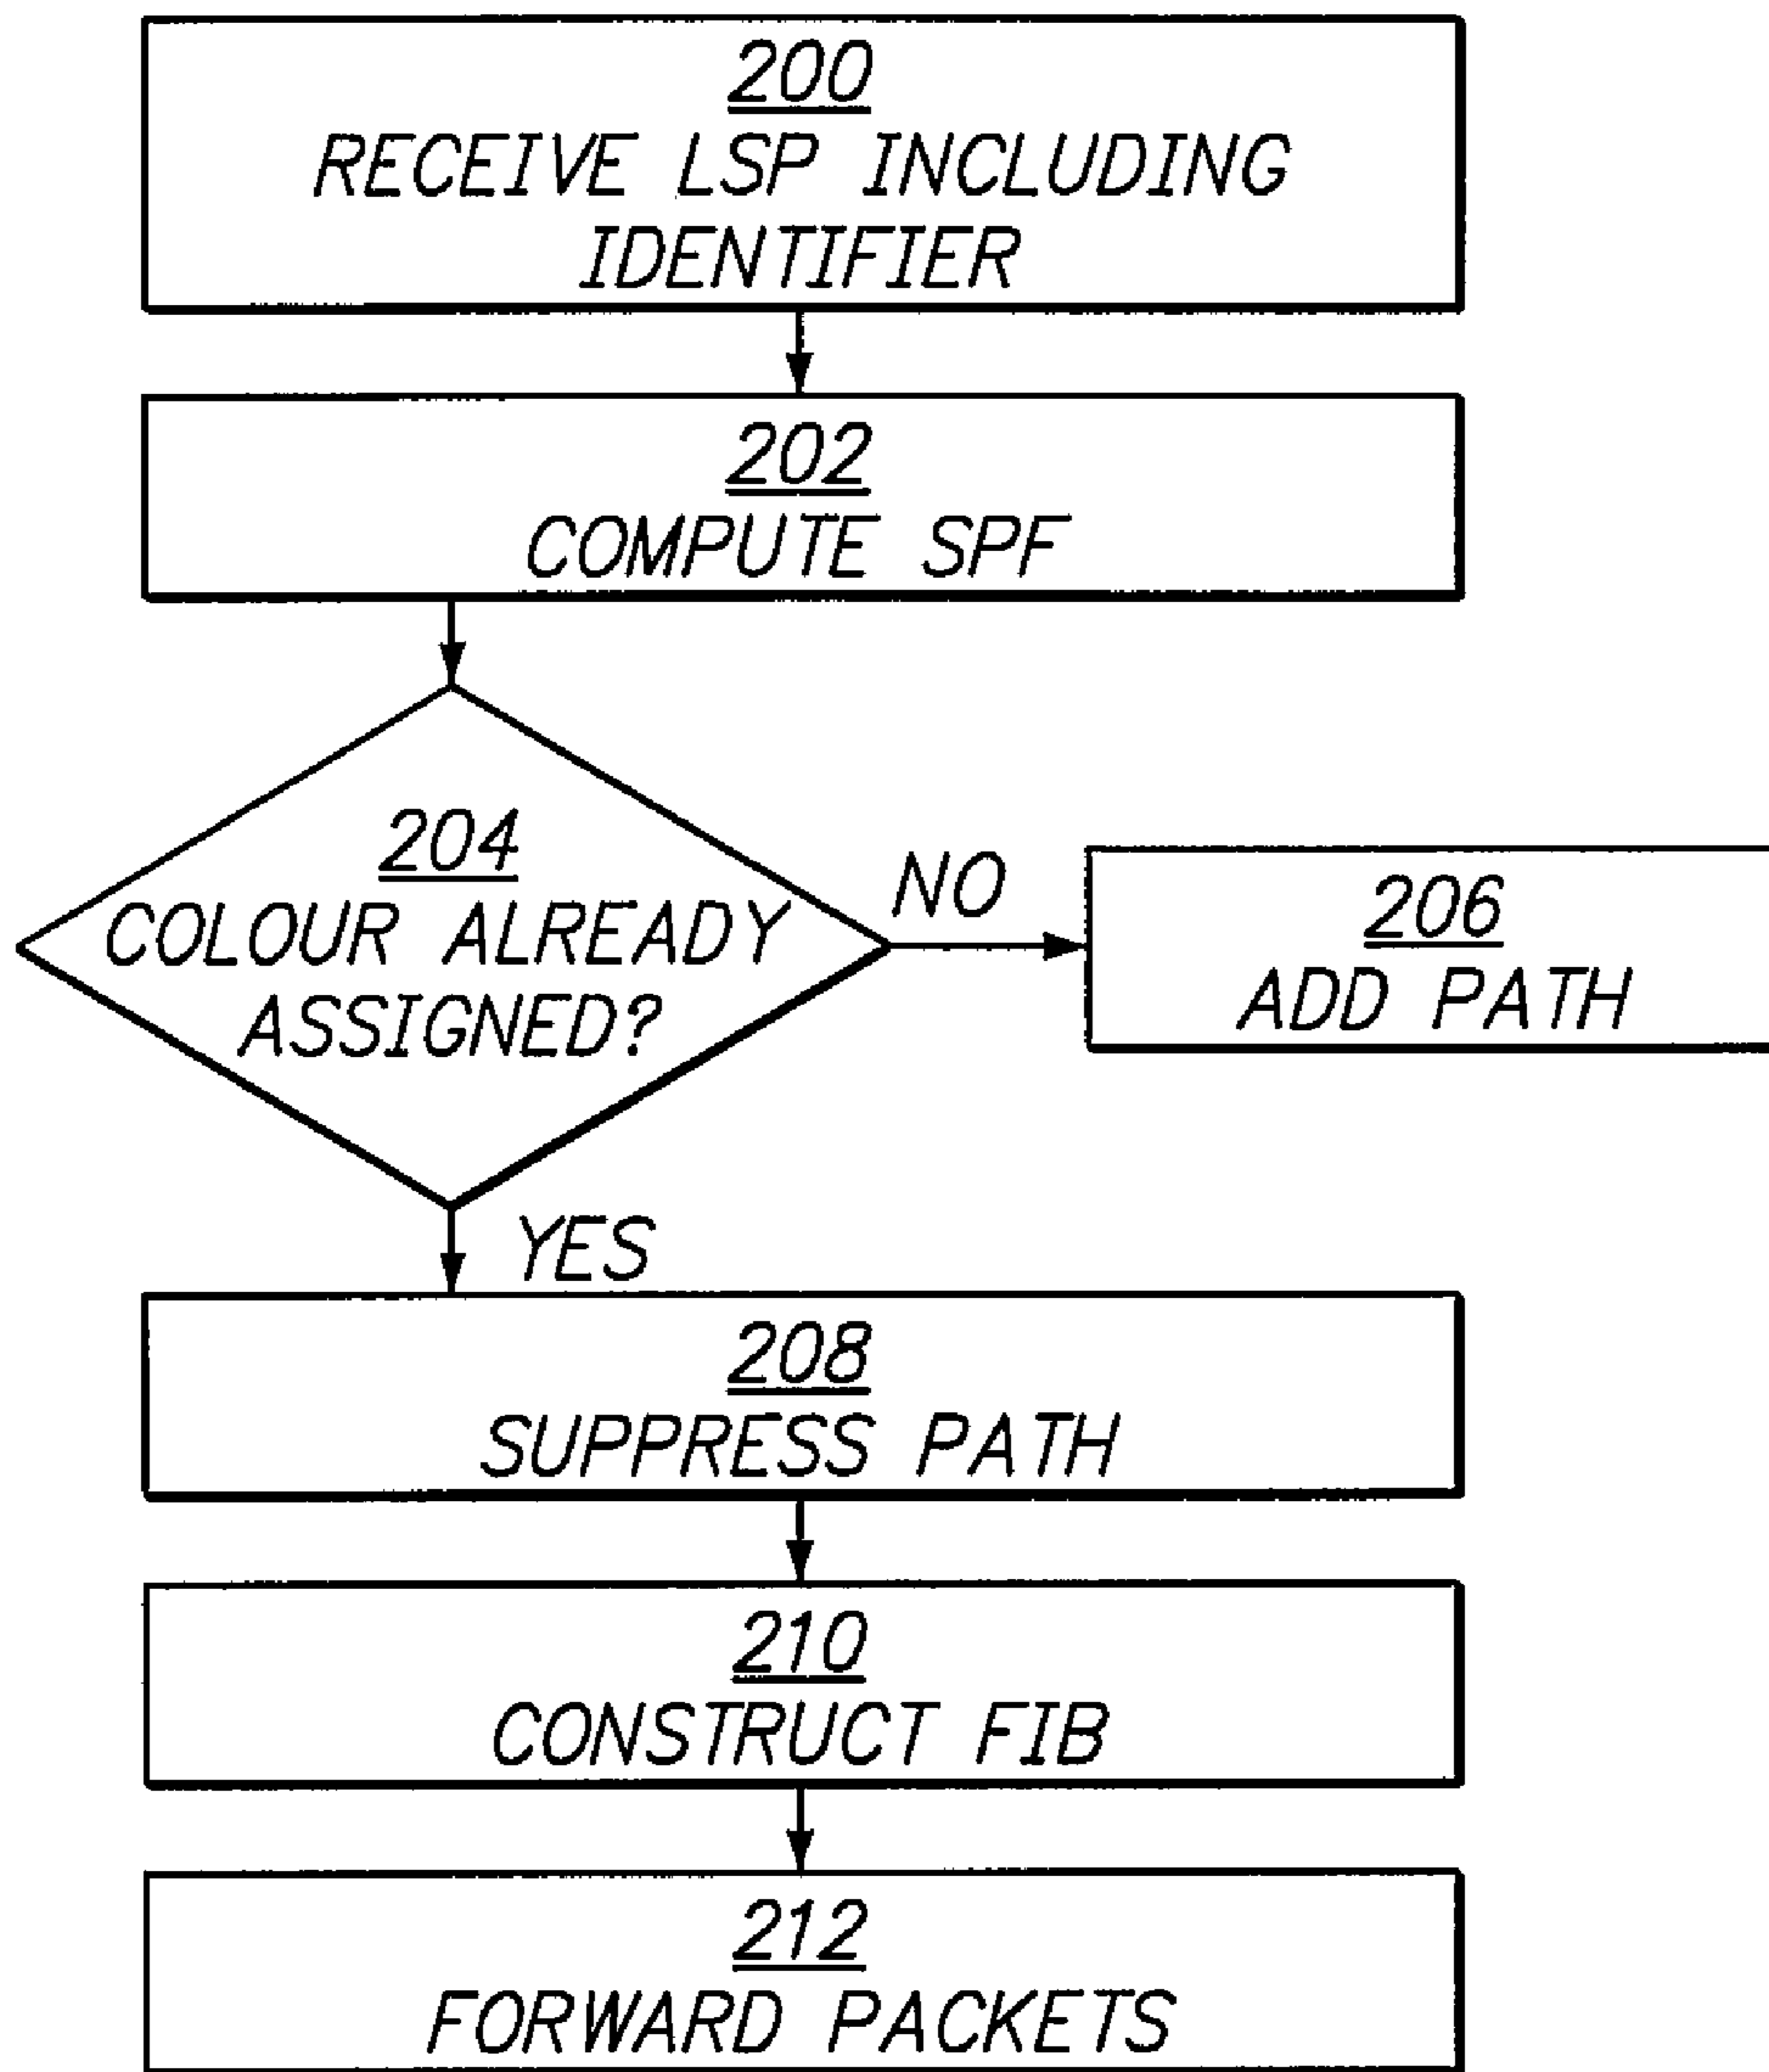 200
RECEIVE LSP INCLUDING
IDENTIFIER
202
COMPUTE SPF
204
COLOUR ALREADY
ASSIGNED?
NO
206
ADD PATH
YES
208
SUPPRESS PATH
210
CONSTRUCT FIB
212
FORWARD PACKETS